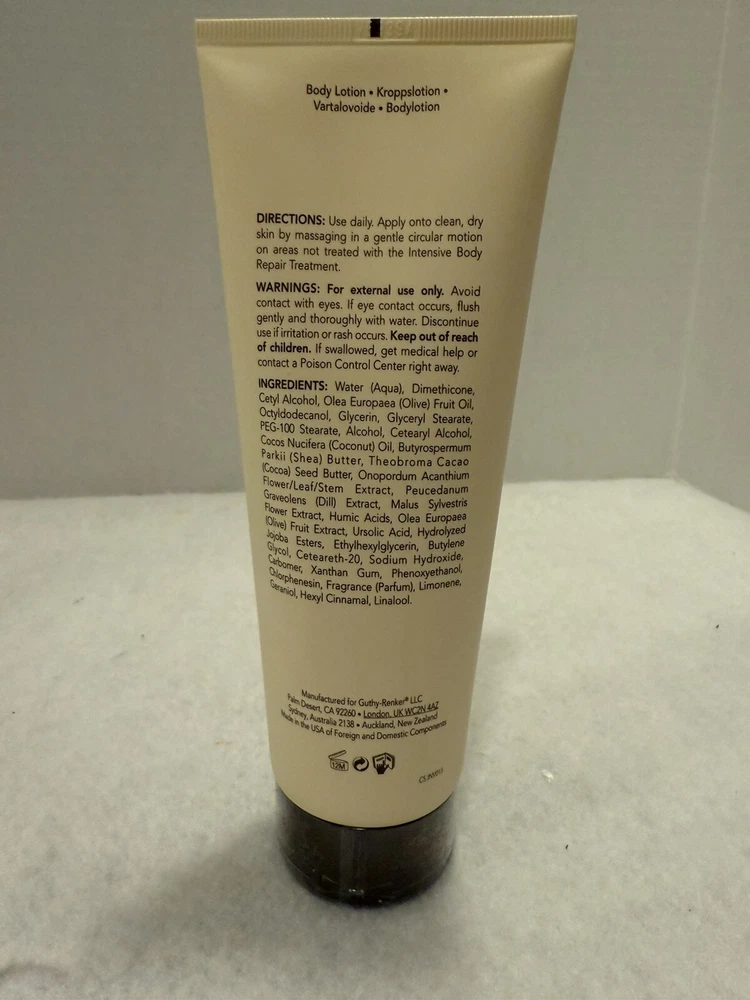 Body Lotion • Kroppslotion •
Vartalovoide • Bodylotion
DIRECTIONS: Use daily. Apply onto clean, dry
skin by massaging in a gentle circular motion
on areas not treated with the Intensive Body
Repair Treatment.
WARNINGS: For external use only. Avoid
contact with eyes. If eye contact occurs, flush
gently and thoroughly with water. Discontinue
use if irritation or rash occurs. Keep out of reach
of children. If swallowed, get medical help or
contact a Poison Control Center right away.
INGREDIENTS: Water (Aqua), Dimethicone,
Cetyl Alcohol, Olea Europaea (Olive) Fruit Oil,
Octyldodecanol, Glycerin, Glyceryl Stearate,
PEG-100 Stearate, Alcohol, Cetearyl Alcohol,
Cocos Nucifera (Coconut) Oil, Butyrospermum
Parkii (Shea) Butter, Theobroma Cacao
(Cocoa) Seed Butter, Onopordum Acanthium
Flower/Leaf/Stem Extract, Peucedanum
Graveolens (Dill) Extract, Malus Sylvestris
Flower Extract, Humic Acids, Olea Europaea
(Olive) Fruit Extract, Ursolic Acid, Hydrolyzed
Jojoba Esters, Ethylhexylglycerin, Butylene
Glycol, Ceteareth-20, Sodium Hydroxide,
Carbomer, Xanthan Gum, Phenoxyethanol,
Chlorphenesin, Fragrance (Parfum), Limonene,
Geraniol, Hexyl Cinnamal, Linalool.
Manufactured for Guthy-Renker® LLC
Palm Desert, CA 92260 • London, UK WC2N 4AZ
Sydney, Australia 2138 • Auckland, New Zealand
Made in the USA of Foreign and Domestic Components
12M